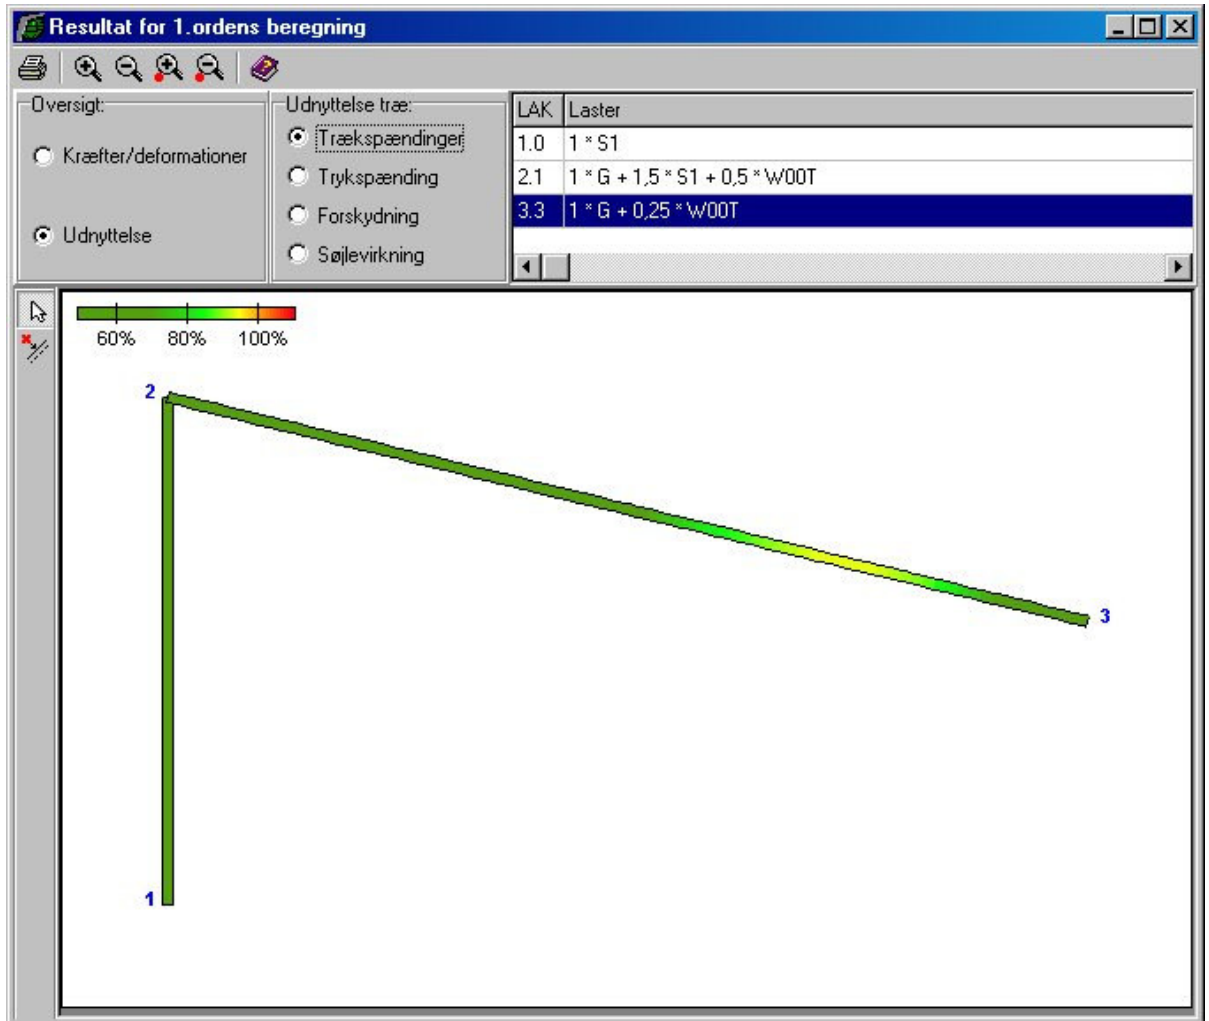 Resultat for 1.ordens beregning
Oversigt:
Kræfter/deformationer
Udnyttelse
Udnyttelse træ:
Trækspændinger
Trykspænding
Forskydning
Søjlevirkning
LAK Laster
1.0 1 * S1
2.1 1 * G + 1,5 * S1 + 0,5 * W00T
3.3 1 * G + 0,25 * W00T
60% 80% 100%
2
3
1